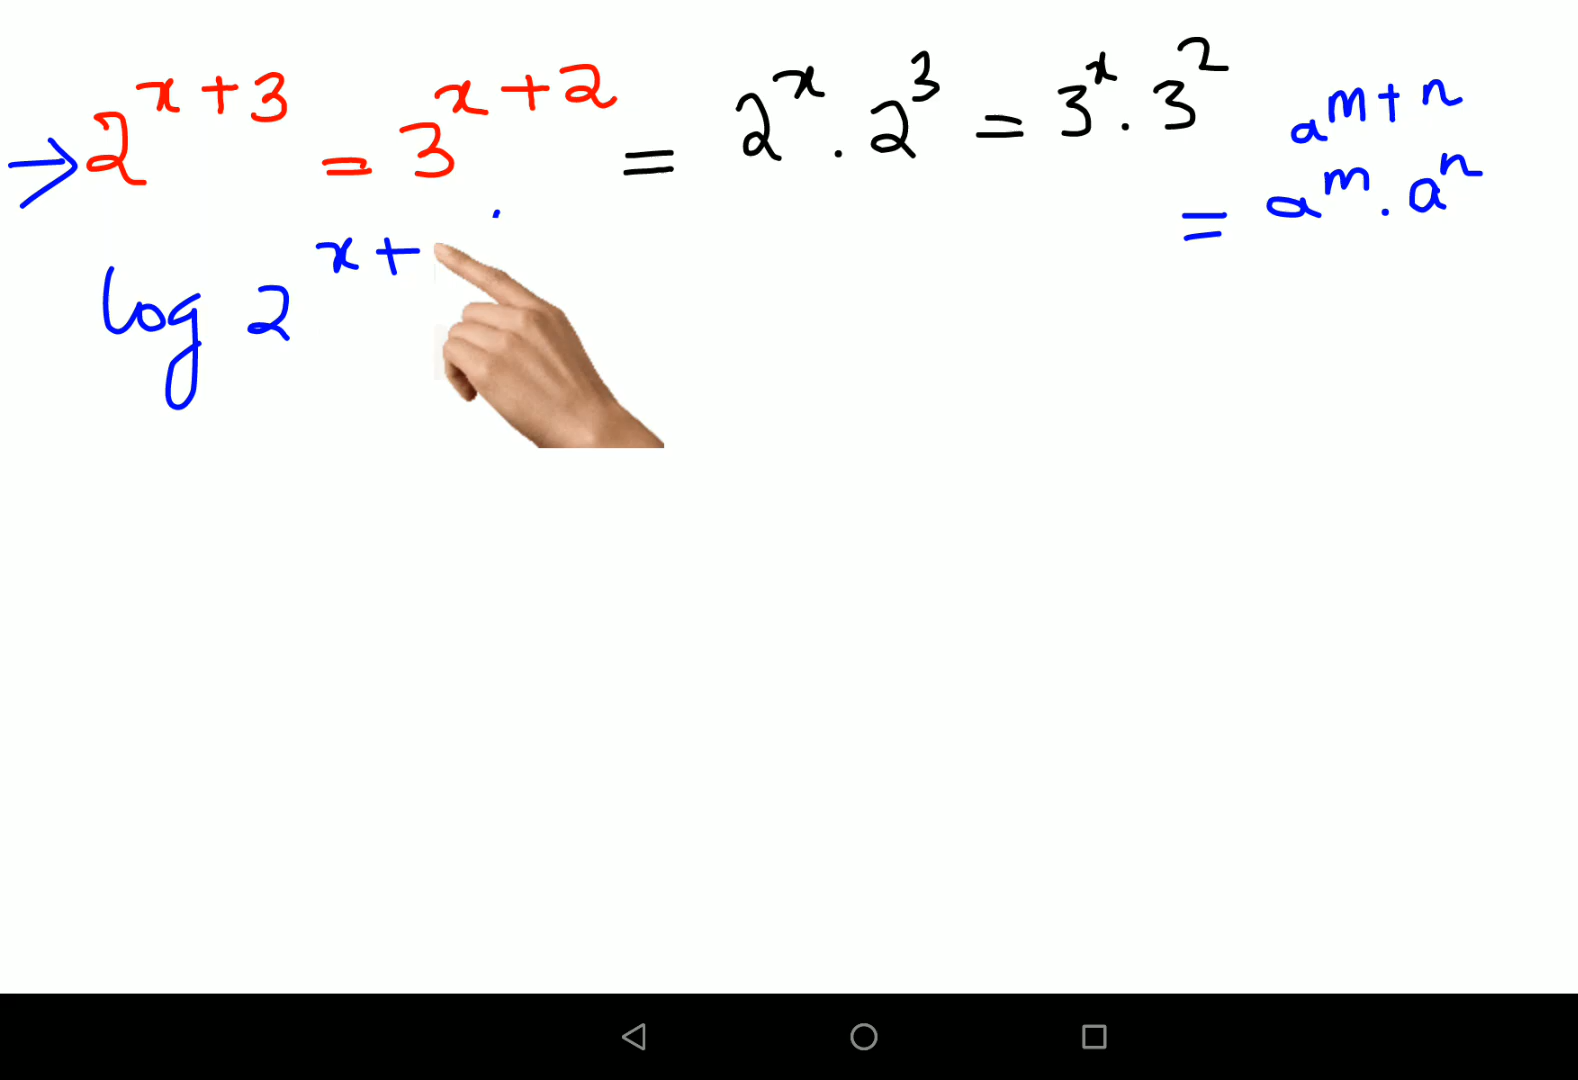 → 2^{x+3} = 3^{x+2} = 2^x . 2^3 = 3^x . 3^2
a^{m+n}
= a^m . a^n
log 2^{x+